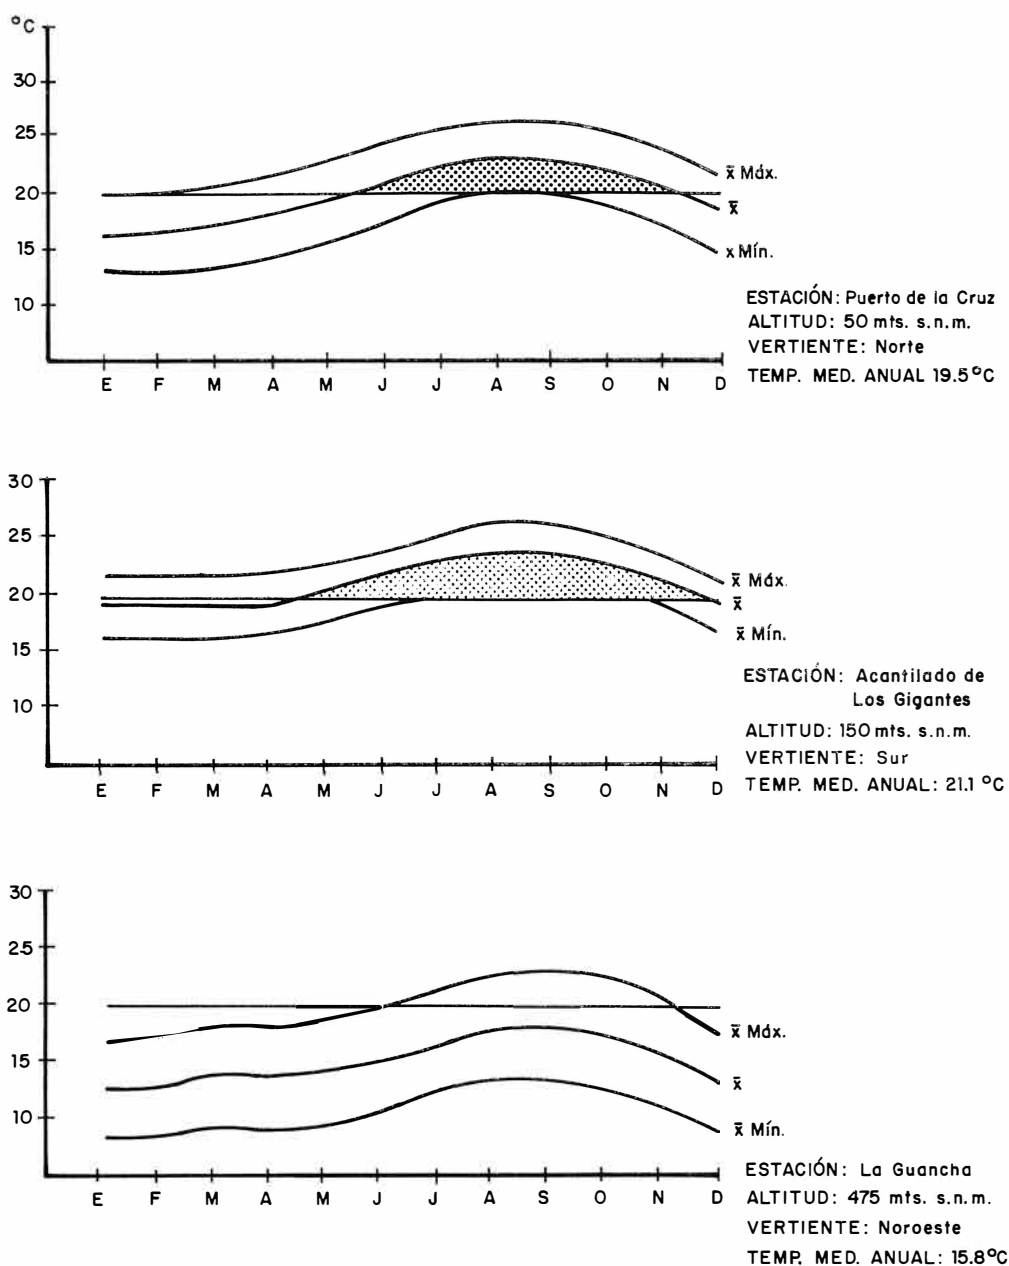 °C
30
25
20
15
10
x̄ Máx.
x̄
x Mín.
E F M A M J J A S O N D
ESTACIÓN: Puerto de la Cruz
ALTITUD: 50 mts. s.n.m.
VERTIENTE: Norte
TEMP. MED. ANUAL 19.5°C
30
25
20
15
10
x̄ Máx.
x̄
x̄ Mín.
E F M A M J J A S O N D
ESTACIÓN: Acantilado de
Los Gigantes
ALTITUD: 150 mts. s.n.m.
VERTIENTE: Sur
TEMP. MED. ANUAL: 21.1 °C
30
25
20
15
10
x̄ Máx.
x̄
x̄ Mín.
E F M A M J J A S O N D
ESTACIÓN: La Guancha
ALTITUD: 475 mts. s.n.m.
VERTIENTE: Noroeste
TEMP. MED. ANUAL: 15.8°C